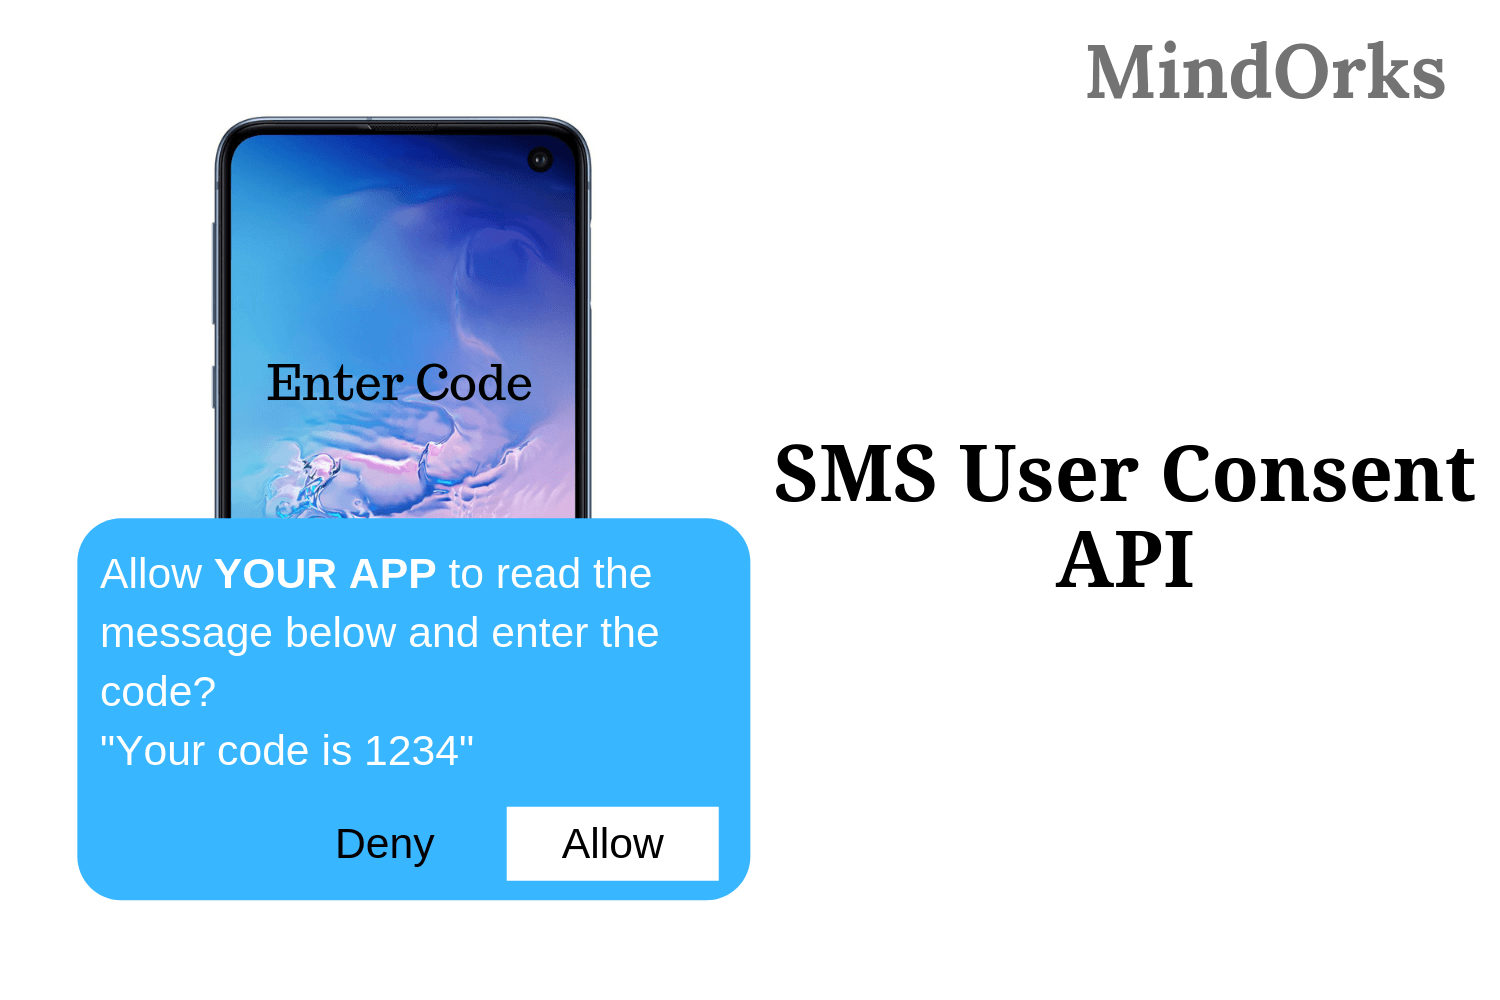 MindOrks
Enter Code
SMS User Consent
API
Allow YOUR APP to read the
message below and enter the
code?
"Your code is 1234"
Deny
Allow